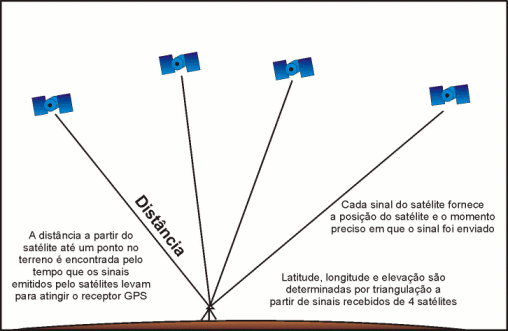 Distância
A distância a partir do
satélite até um ponto no
terreno é encontrada pelo
tempo que os sinais
emitidos pelo satélites levam
para atingir o receptor GPS
Cada sinal do satélite fornece
a posição do satélite e o momento
preciso em que o sinal foi enviado
Latitude, longitude e elevação são
determinadas por triangulação a
partir de sinais recebidos de 4 satélites